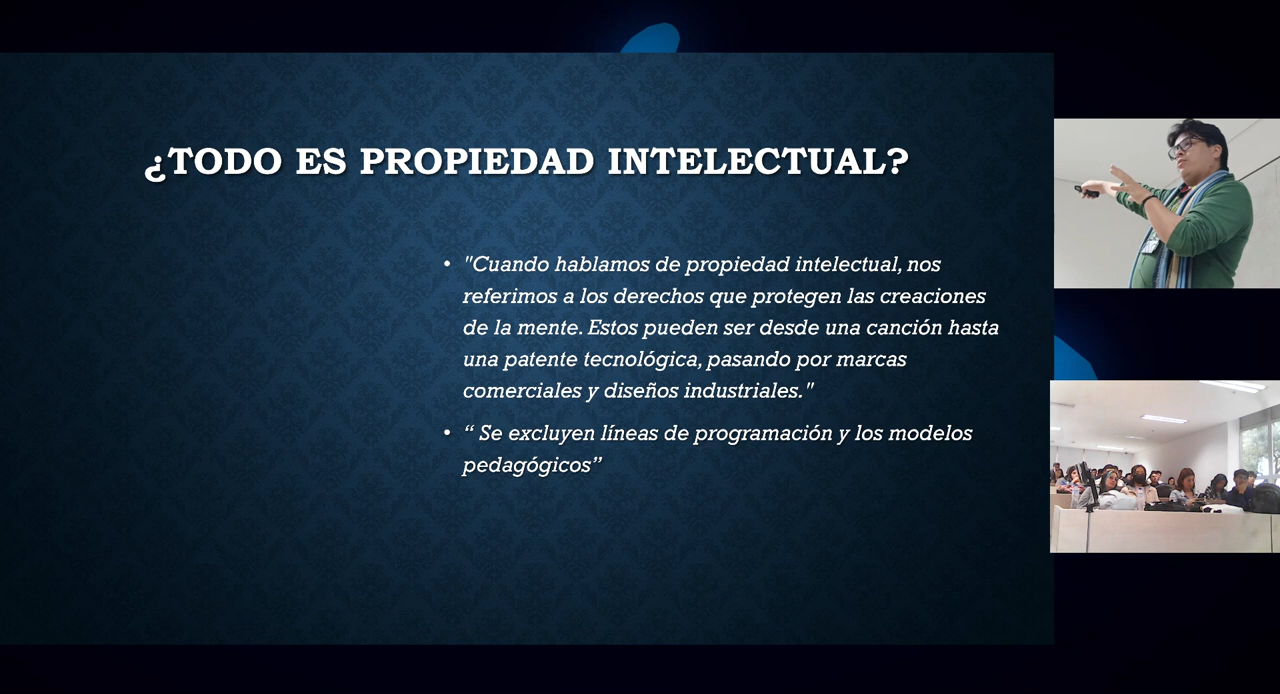 ¿TODO ES PROPIEDAD INTELECTUAL?
• "Cuando hablamos de propiedad intelectual, nos
referimos a los derechos que protegen las creaciones
de la mente. Estos pueden ser desde una canción hasta
una patente tecnológica, pasando por marcas
comerciales y diseños industriales."
• “ Se excluyen líneas de programación y los modelos
pedagógicos”